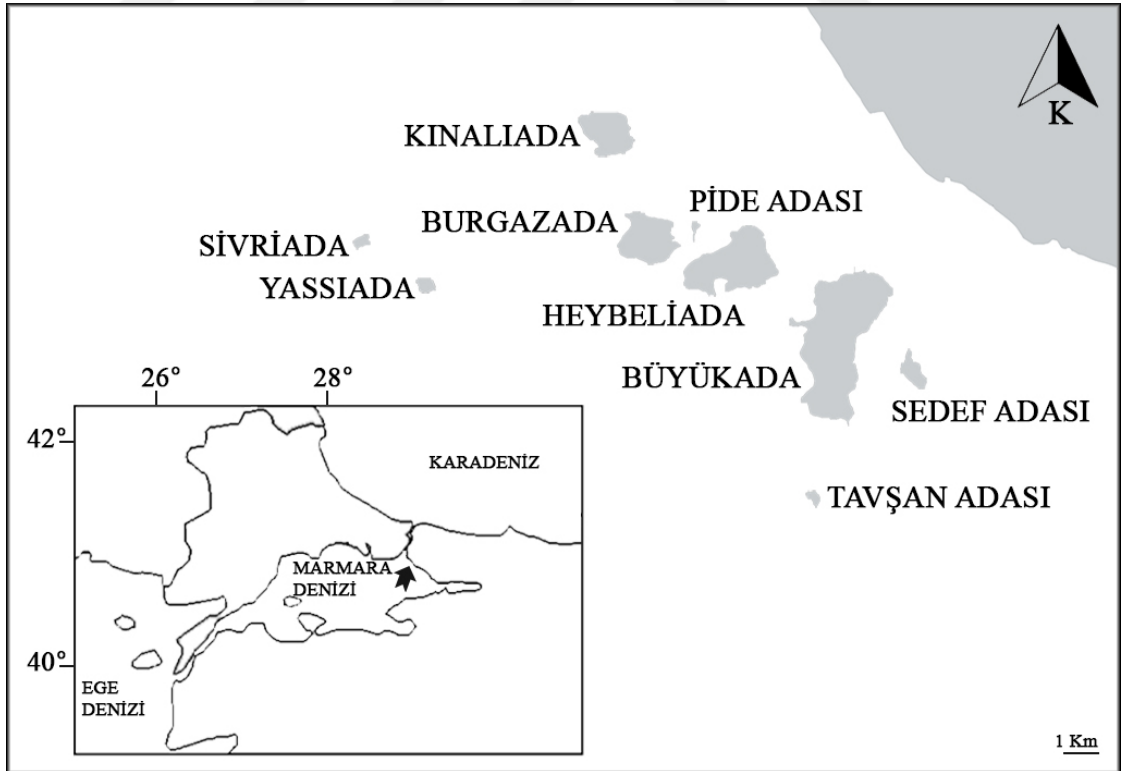 K
KINALIADA
PİDE ADASI
BURGAZADA
SİVRİADA
YASSIADA
HEYBELİADA
BÜYÜKADA
SEDEF ADASI
TAVŞAN ADASI
26° 28°
42°
KARADENİZ
MARMARA
DENİZİ
40°
EGE
DENİZİ
1 Km